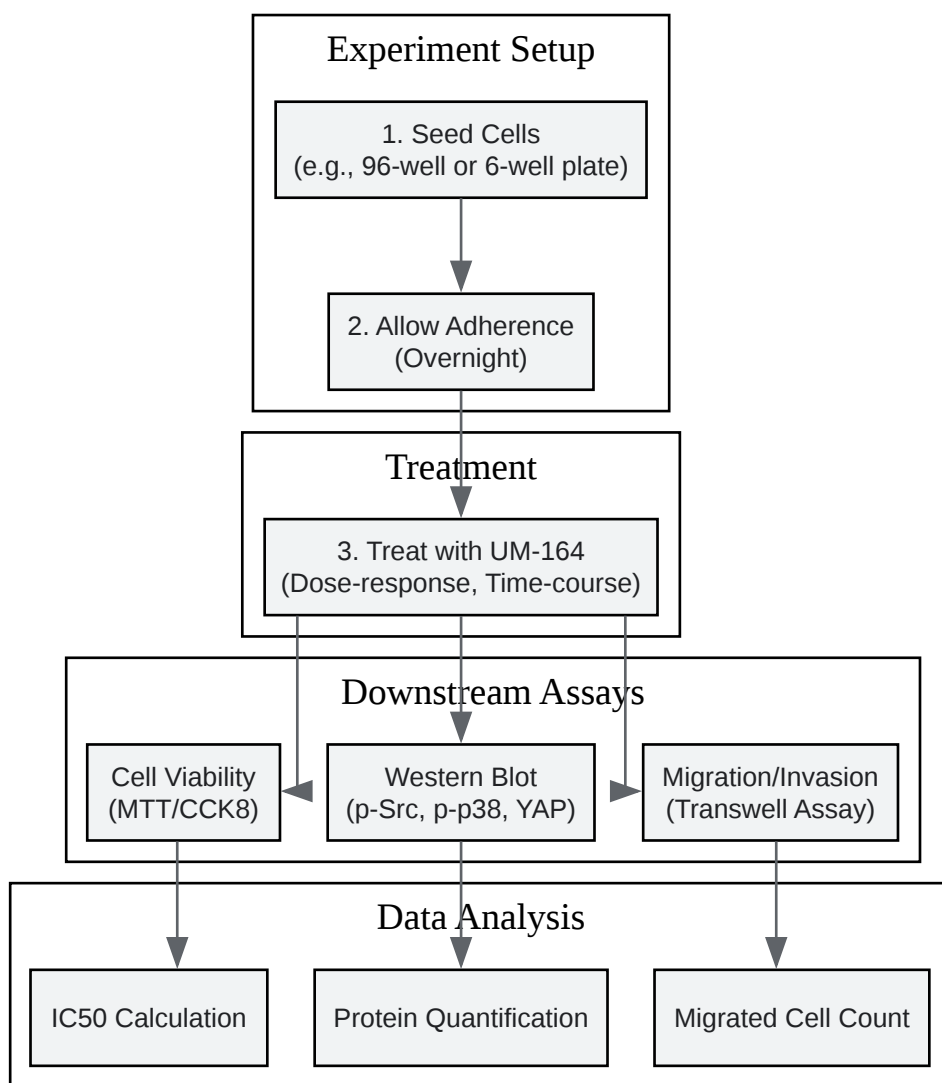 Experiment Setup
1. Seed Cells
(e.g., 96-well or 6-well plate)
2. Allow Adherence
(Overnight)
Treatment
3. Treat with UM-164
(Dose-response, Time-course)
Downstream Assays
Cell Viability
(MTT/CCK8)
Western Blot
(p-Src, p-p38, YAP)
Migration/Invasion
(Transwell Assay)
Data Analysis
IC50 Calculation
Protein Quantification
Migrated Cell Count